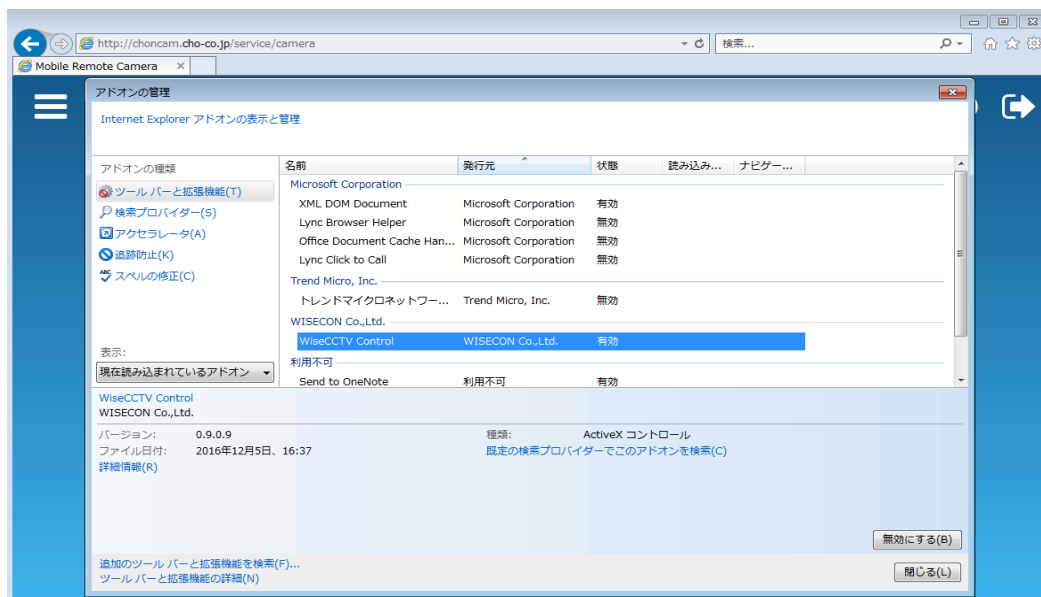 http://choncam.cho-co.jp/service/camera
検索...
Mobile Remote Camera
アドオンの管理
Internet Explorer アドオンの表示と管理
アドオンの種類
ツール バーと拡張機能(T)
検索プロバイダー(S)
アクセラレータ(A)
追跡防止(K)
スペルの修正(C)
表示:
現在読み込まれているアドオン
名前 発行元 状態 読み込み... ナビゲー...
Microsoft Corporation
XML DOM Document Microsoft Corporation 有効
Lync Browser Helper Microsoft Corporation 無効
Office Document Cache Han... Microsoft Corporation 無効
Lync Click to Call Microsoft Corporation 無効
Trend Micro, Inc.
トレンドマイクロネットワー... Trend Micro, Inc. 無効
WISECON Co.,Ltd.
WiseCCTV Control WISECON Co.,Ltd. 有効
利用不可
Send to OneNote 利用不可 有効
WiseCCTV Control
WISECON Co.,Ltd.
バージョン: 0.9.0.9 種類: ActiveX コントロール
ファイル日付: 2016年12月5日、16:37 既定の検索プロバイダーでこのアドオンを検索(C)
詳細情報(R)
無効にする(B)
追加のツール バーと拡張機能を検索(F)...
ツール バーと拡張機能の詳細(N)
閉じる(L)